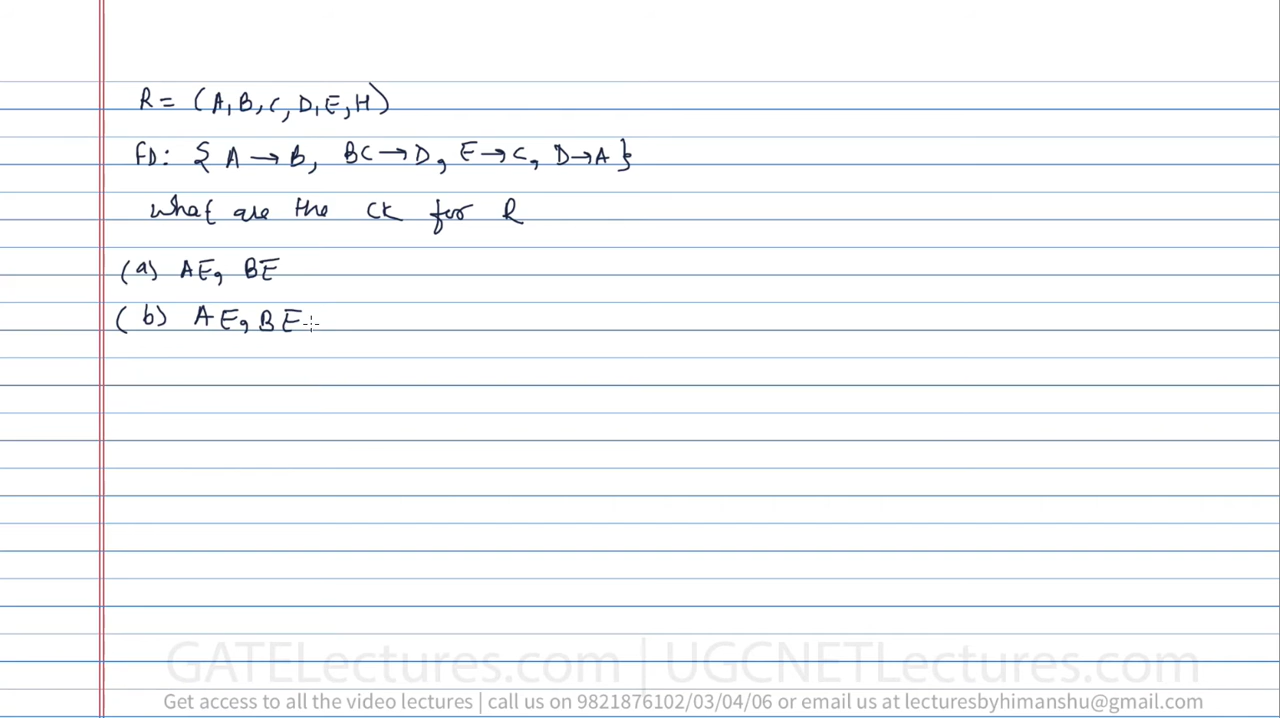 R = (A, B, C, D, E, H)
FD: { A → B, BC → D, E → C, D → A }
what are the CK for R
(a) AE, BE
(b) AE, BE
GATELectures.com | UGCNETLectures.com
Get access to all the video lectures | call us on 9821876102/03/04/06 or email us at lecturesbyhimanshu@gmail.com